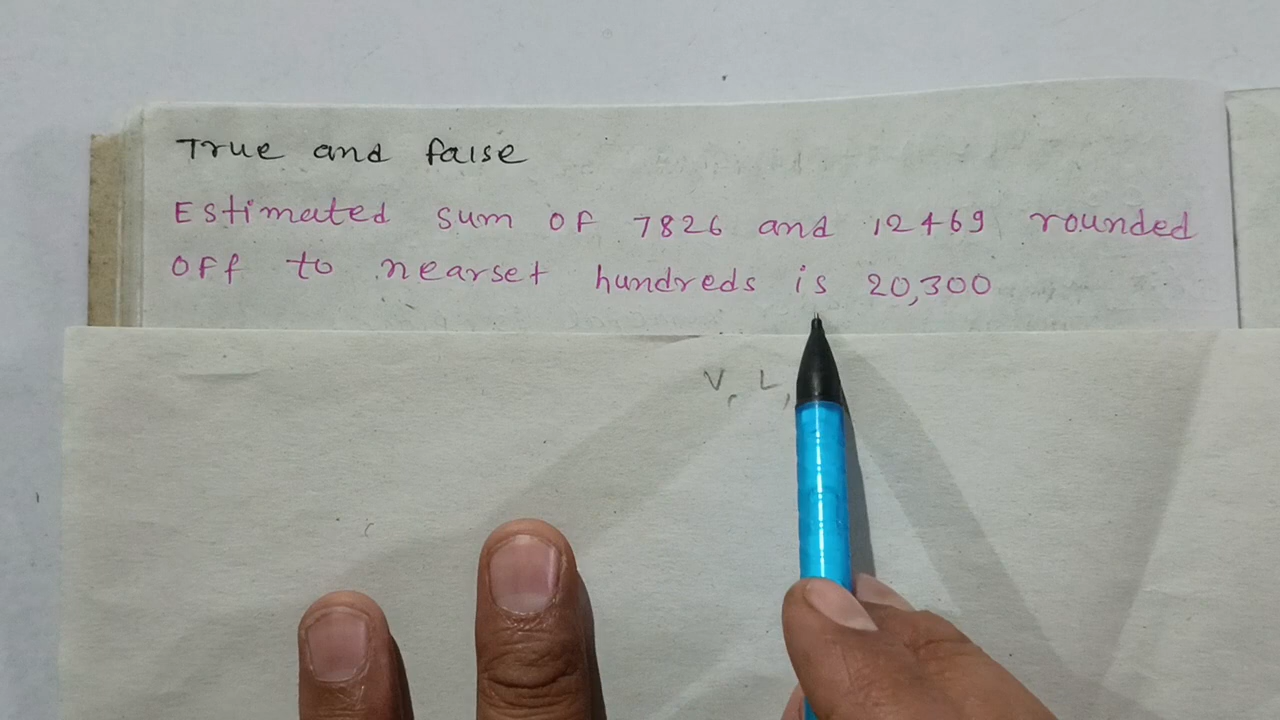 True and false
Estimated sum of 7826 and 12469 rounded
off to nearset hundreds is 20,300
V, L,